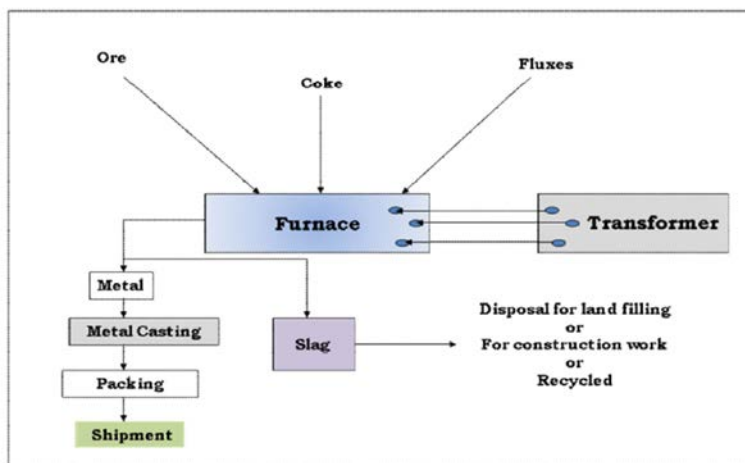 Ore
Fluxes
Coke
Furnace
Transformer
Metal
Metal Casting
Packing
Shipment
Slag
Disposal for land filling
or
For construction work
or
Recycled